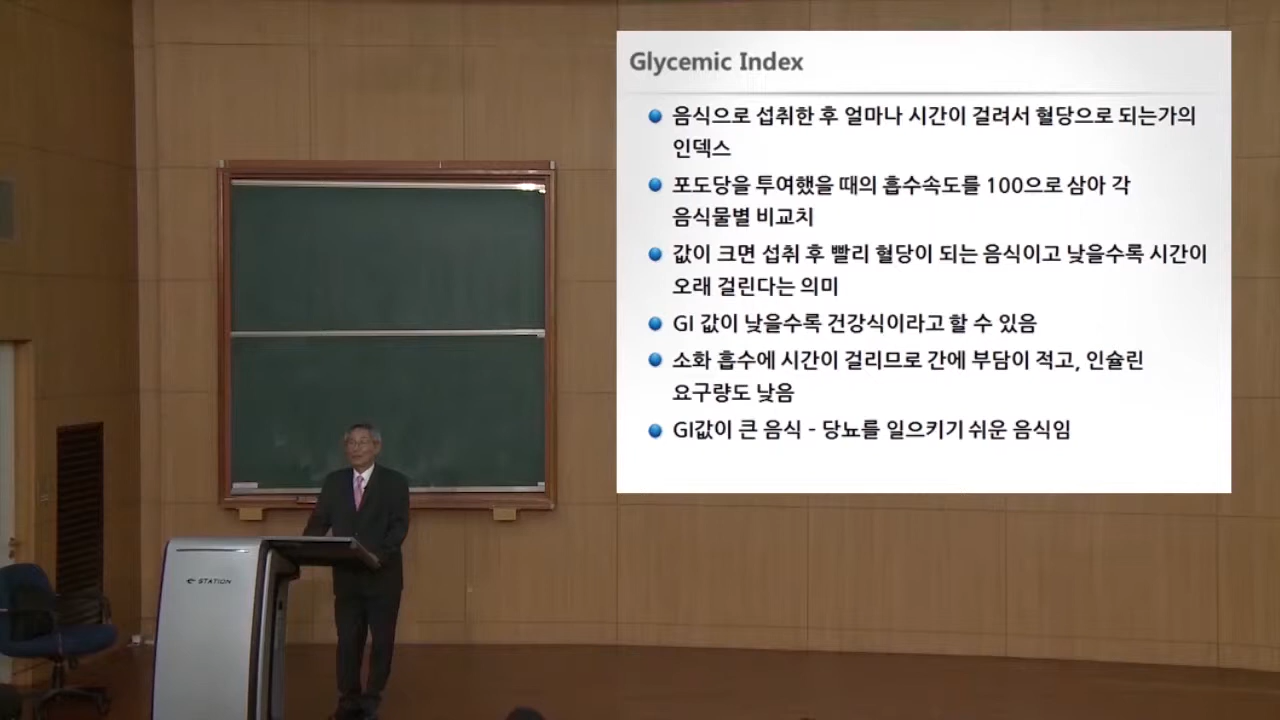 Glycemic Index
음식으로 섭취한 후 얼마나 시간이 걸려서 혈당으로 되는가의
인덱스
포도당을 투여했을 때의 흡수속도를 100으로 삼아 각
음식물별 비교치
값이 크면 섭취 후 빨리 혈당이 되는 음식이고 낮을수록 시간이
오래 걸린다는 의미
GI 값이 낮을수록 건강식이라고 할 수 있음
소화 흡수에 시간이 걸리므로 간에 부담이 적고, 인슐린
요구량도 낮음
GI값이 큰 음식 - 당뇨를 일으키기 쉬운 음식임
STATION